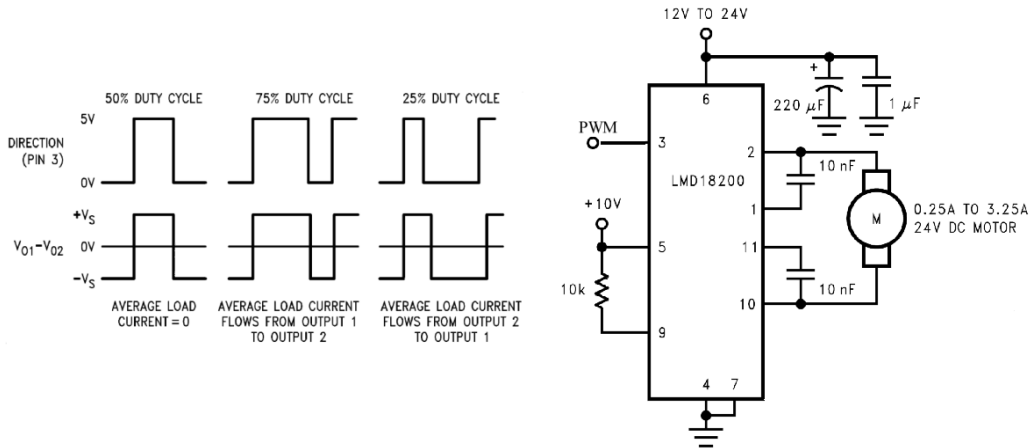 50% DUTY CYCLE
75% DUTY CYCLE
25% DUTY CYCLE
5V
DIRECTION
(PIN 3)
0V
+VS
VO1−VO2
0V
−VS
AVERAGE LOAD
CURRENT = 0
AVERAGE LOAD CURRENT
FLOWS FROM OUTPUT 1
TO OUTPUT 2
AVERAGE LOAD CURRENT
FLOWS FROM OUTPUT 2
TO OUTPUT 1
12V TO 24V
6
+
220 μF
1 μF
PWM
3
LMD18200
2
10 nF
1
+10V
5
M
0.25A TO 3.25A
24V DC MOTOR
11
10k
10 nF
9
10
4
7